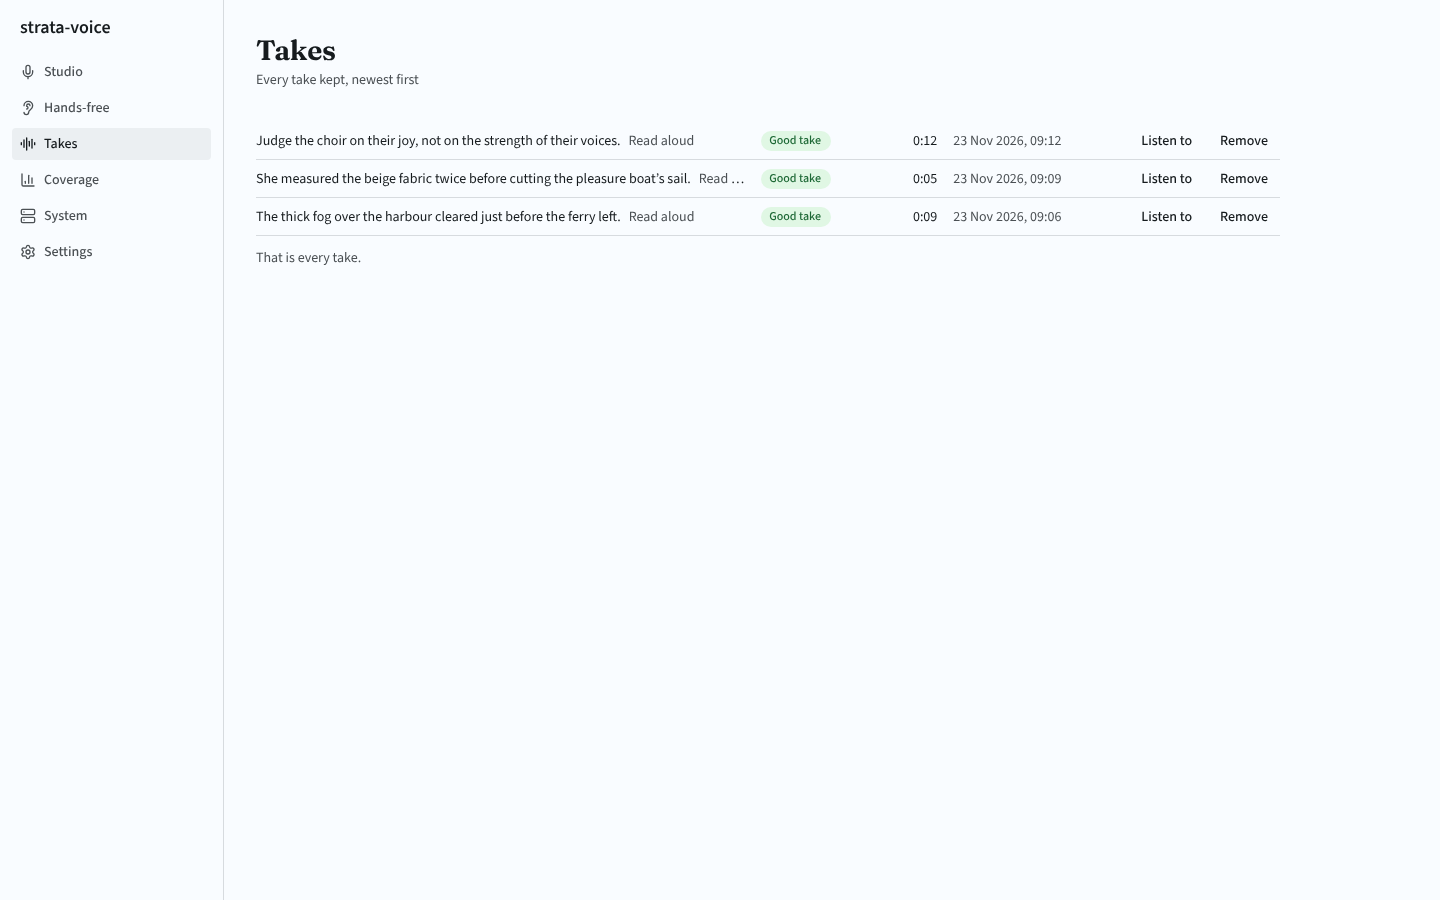 strata-voice
Studio
Hands-free
Takes
Coverage
System
Settings
Takes
Every take kept, newest first
Judge the choir on their joy, not on the strength of their voices. Read aloud Good take 0:12 23 Nov 2026, 09:12 Listen to Remove
She measured the beige fabric twice before cutting the pleasure boat’s sail. Read … Good take 0:05 23 Nov 2026, 09:09 Listen to Remove
The thick fog over the harbour cleared just before the ferry left. Read aloud Good take 0:09 23 Nov 2026, 09:06 Listen to Remove
That is every take.